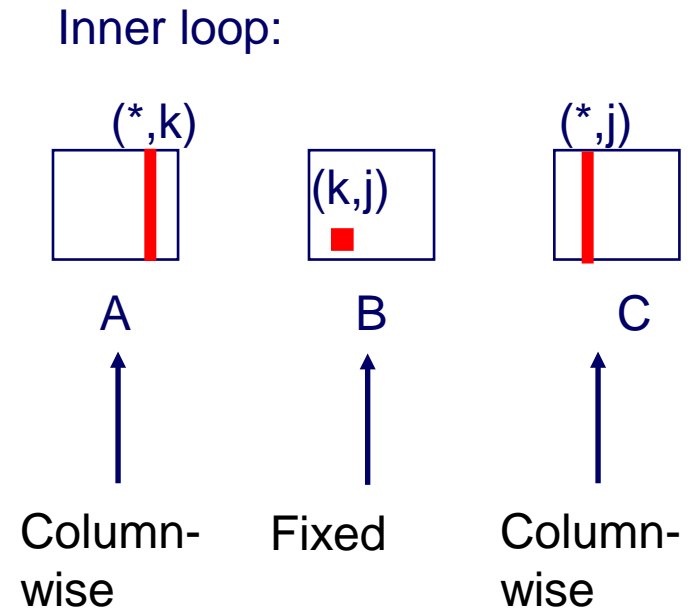 Inner loop:
(*,k)
(k,j)
(*,j)
A
B
C
Column-
wise
Fixed
Column-
wise